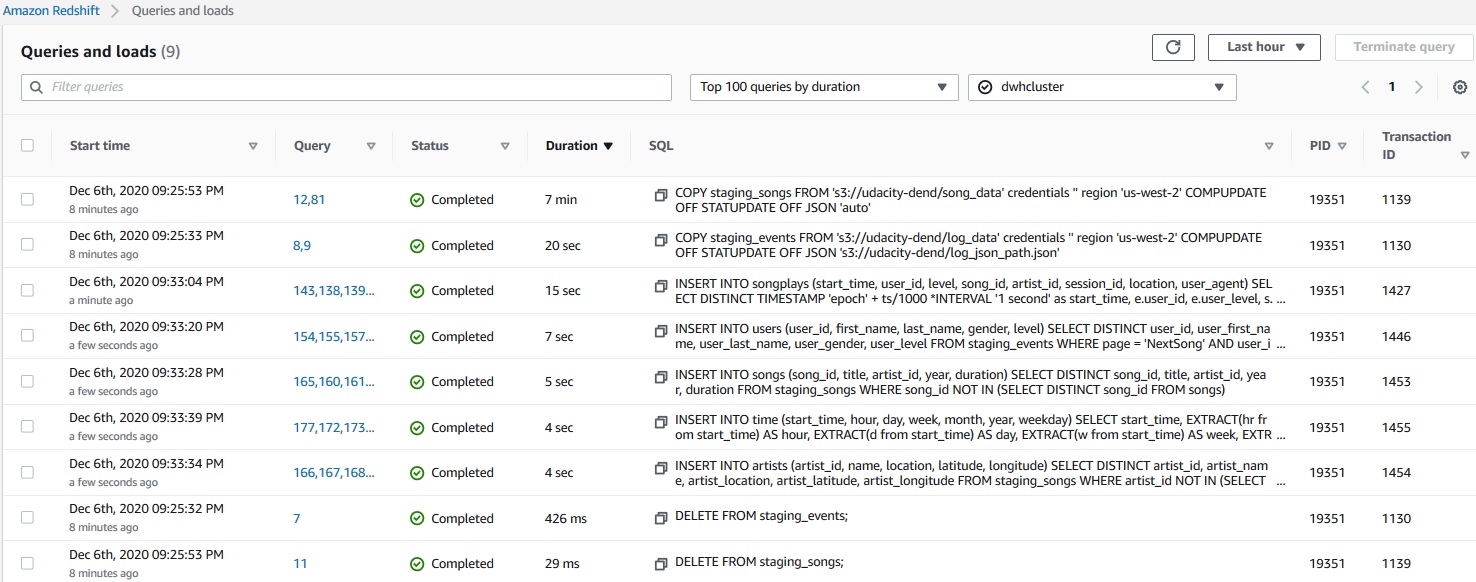 Amazon Redshift > Queries and loads
Queries and loads (9)
Last hour
Terminate query
Filter queries
Top 100 queries by duration
dwhcluster
1
Start time Query Status Duration SQL PID Transaction
ID
Dec 6th, 2020 09:25:53 PM
8 minutes ago
12,81
Completed
7 min
COPY staging_songs FROM 's3://udacity-dend/song_data' credentials '' region 'us-west-2' COMPUPDATE
OFF STATUPDATE OFF JSON 'auto'
19351
1139
Dec 6th, 2020 09:25:33 PM
8 minutes ago
8,9
Completed
20 sec
COPY staging_events FROM 's3://udacity-dend/log_data' credentials '' region 'us-west-2' COMPUPDATE
OFF STATUPDATE OFF JSON 's3://udacity-dend/log_json_path.json'
19351
1130
Dec 6th, 2020 09:33:04 PM
a minute ago
143,138,139...
Completed
15 sec
INSERT INTO songplays (start_time, user_id, level, song_id, artist_id, session_id, location, user_agent) SEL
ECT DISTINCT TIMESTAMP 'epoch' + ts/1000 *INTERVAL '1 second' as start_time, e.user_id, e.user_level, s. ...
19351
1427
Dec 6th, 2020 09:33:20 PM
a few seconds ago
154,155,157...
Completed
7 sec
INSERT INTO users (user_id, first_name, last_name, gender, level) SELECT DISTINCT user_id, user_first_na
me, user_last_name, user_gender, user_level FROM staging_events WHERE page = 'NextSong' AND user_i ...
19351
1446
Dec 6th, 2020 09:33:28 PM
a few seconds ago
165,160,161...
Completed
5 sec
INSERT INTO songs (song_id, title, artist_id, year, duration) SELECT DISTINCT song_id, title, artist_id, yea
r, duration FROM staging_songs WHERE song_id NOT IN (SELECT DISTINCT song_id FROM songs)
19351
1453
Dec 6th, 2020 09:33:39 PM
a few seconds ago
177,172,173...
Completed
4 sec
INSERT INTO time (start_time, hour, day, week, month, year, weekday) SELECT start_time, EXTRACT(hr fr
om start_time) AS hour, EXTRACT(d from start_time) AS day, EXTRACT(w from start_time) AS week, EXTR ...
19351
1455
Dec 6th, 2020 09:33:34 PM
a few seconds ago
166,167,168...
Completed
4 sec
INSERT INTO artists (artist_id, name, location, latitude, longitude) SELECT DISTINCT artist_id, artist_nam
e, artist_location, artist_latitude, artist_longitude FROM staging_songs WHERE artist_id NOT IN (SELECT ...
19351
1454
Dec 6th, 2020 09:25:32 PM
8 minutes ago
7
Completed
426 ms
DELETE FROM staging_events;
19351
1130
Dec 6th, 2020 09:25:53 PM
8 minutes ago
11
Completed
29 ms
DELETE FROM staging_songs;
19351
1139